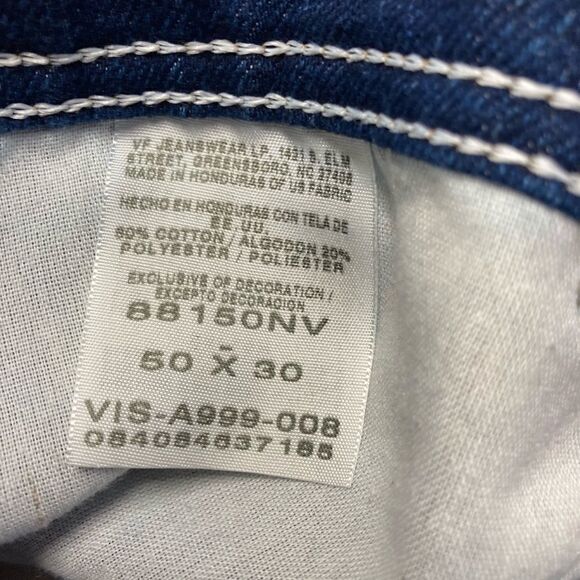 VF JEANSWEAR LP, 1421 S. ELM
STREET, GREENSBORO, NC 27406
MADE IN HONDURAS OF US FABRIC
HECHO EN HONDURAS CON TELA DE
EE.UU.
80% COTTON/ALGODON 20%
POLYESTER / POLIESTER
EXCLUSIVE OF DECORATION /
EXCEPTO DECORACION
88150NV
50 X 30
VIS-A999-008
084084637185